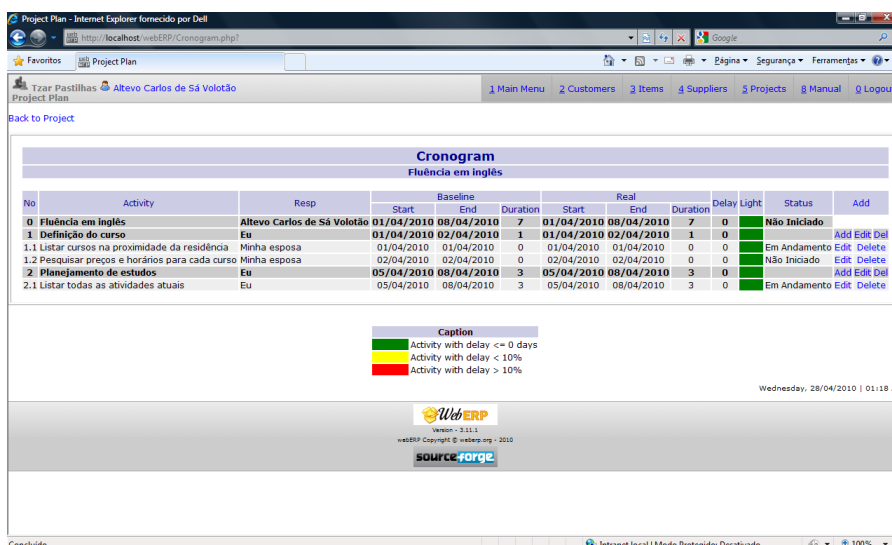 Project Plan - Internet Explorer fornecido por Dell
http://localhost/webERP/Cronogram.php?
Google
Favoritos
Project Plan
Página Segurança Ferramentas
Tzar Pastilhas Altevo Carlos de Sá Volotão
Project Plan
1 Main Menu 2 Customers 3 Items 4 Suppliers 5 Projects 8 Manual 0 Logou
Back to Project
Cronogram
Fluência em inglês
No Activity Resp Baseline Real Delay Light Status Add
Start End Duration Start End Duration
0 Fluência em inglês Altevo Carlos de Sá Volotão 01/04/2010 08/04/2010 7 01/04/2010 08/04/2010 7 0 Não Iniciado
1 Definição do curso Eu 01/04/2010 02/04/2010 1 01/04/2010 02/04/2010 1 0 Add Edit Del
1.1 Listar cursos na proximidade da residência Minha esposa 01/04/2010 01/04/2010 0 01/04/2010 01/04/2010 0 0 Em Andamento Edit Delete
1.2 Pesquisar preços e horários para cada curso Minha esposa 02/04/2010 02/04/2010 0 02/04/2010 02/04/2010 0 0 Não Iniciado Edit Delete
2 Planejamento de estudos Eu 05/04/2010 08/04/2010 3 05/04/2010 08/04/2010 3 0 Add Edit Del
2.1 Listar todas as atividades atuais Eu 05/04/2010 08/04/2010 3 05/04/2010 08/04/2010 3 0 Em Andamento Edit Delete
Caption
Activity with delay <= 0 days
Activity with delay < 10%
Activity with delay > 10%
Wednesday, 28/04/2010 | 01:18
WebERP
Version - 3.11.1
webERP Copyright © weberp.org - 2010
sourceforge
Concluído
Intranet local | Modo Protegido: Desativado
100%